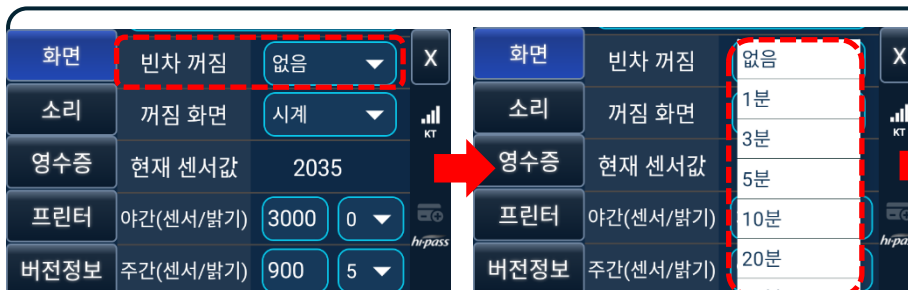 화면 빈차 꺼짐 없음 X
소리 꺼짐 화면 시계
KT
영수증 현재 센서값 2035
프린터 야간(센서/밝기) 3000 0
hi-pass
버전정보 주간(센서/밝기) 900 5
화면 빈차 꺼짐 없음 X
1분
소리 꺼짐 화면
KT
3분
영수증 현재 센서값
5분
프린터 야간(센서/밝기) 10분
hi-pas
버전정보 주간(센서/밝기) 20분